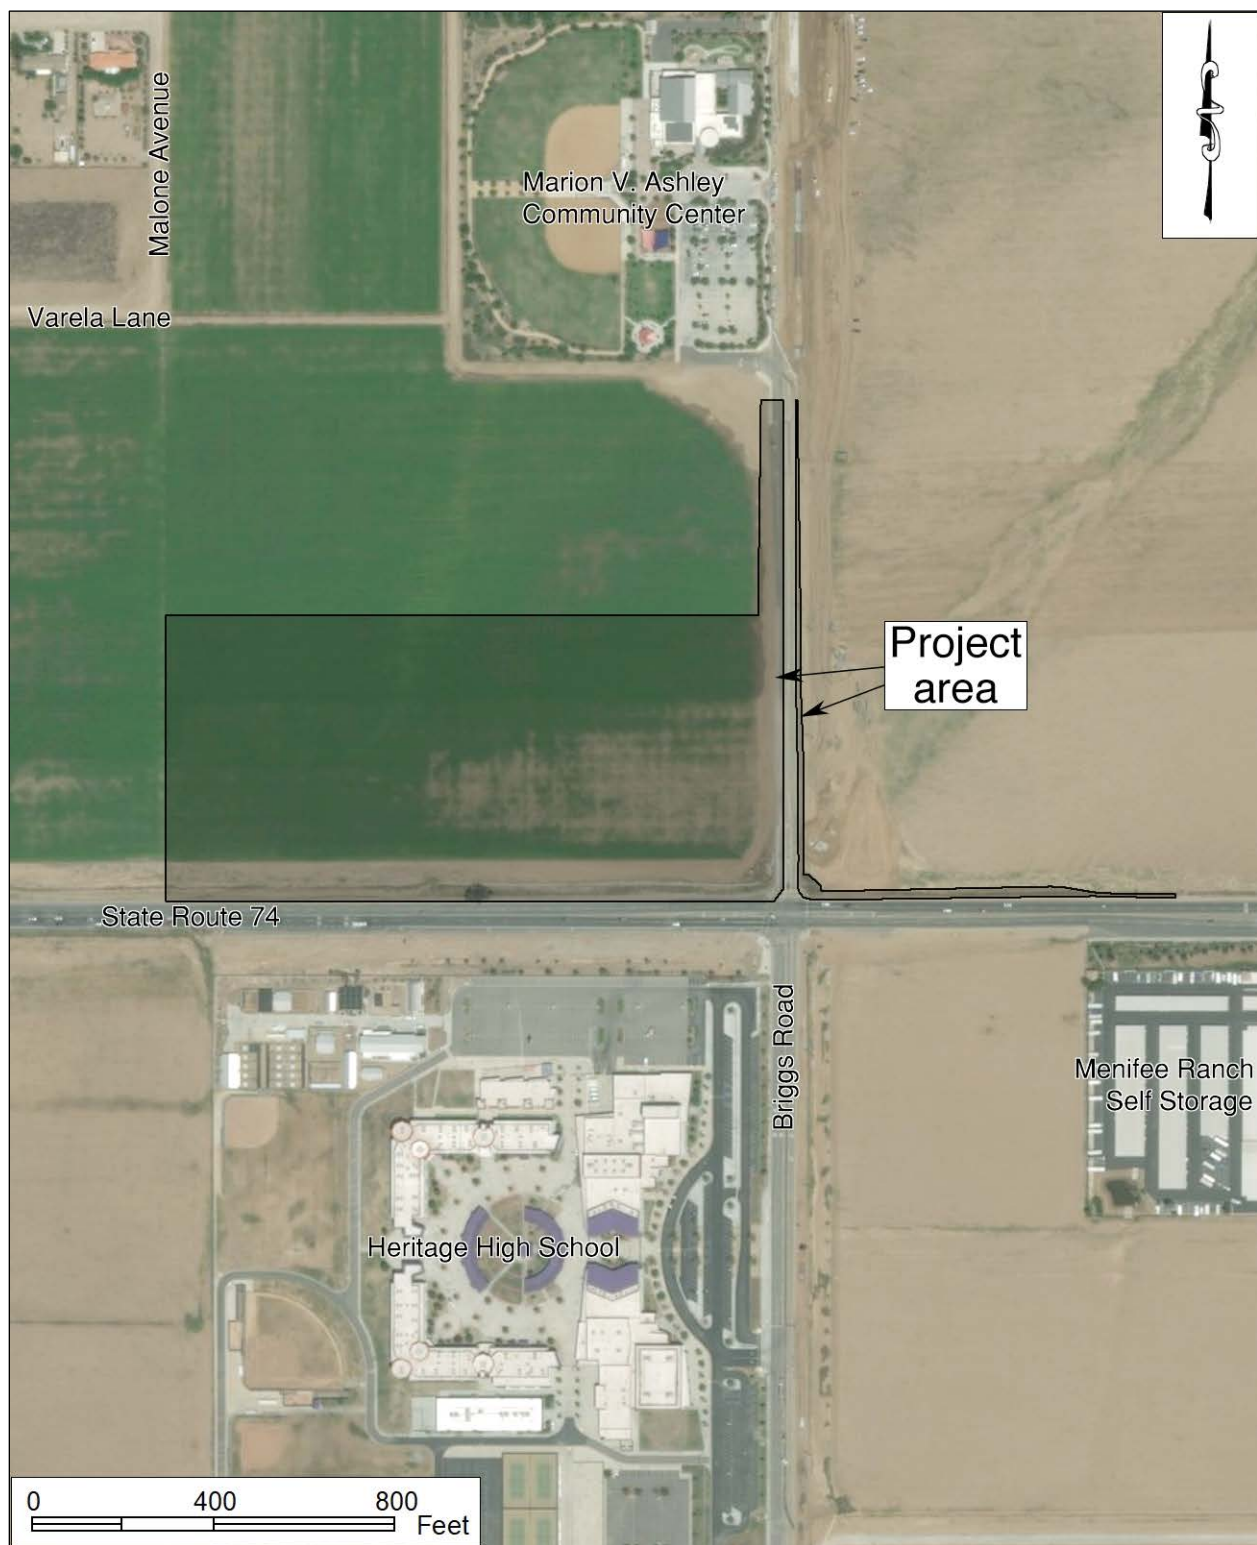 Malone Avenue
Marion V. Ashley
Community Center
Varela Lane
Project
area
State Route 74
Briggs Road
Menifee Ranch
Self Storage
Heritage High School
0 400 800
Feet